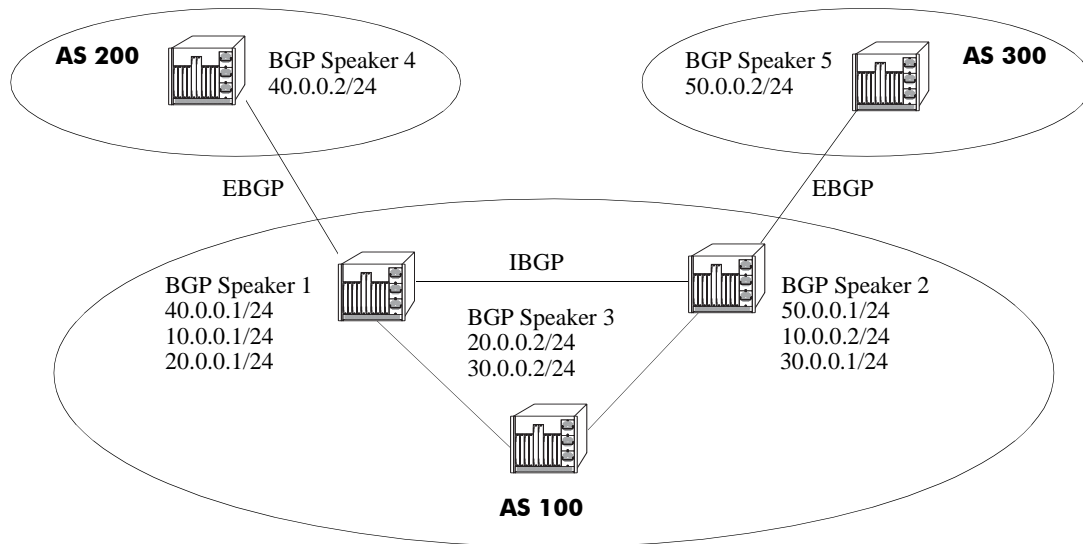 AS 200
BGP Speaker 4
40.0.0.2/24
BGP Speaker 5
50.0.0.2/24
AS 300
EBGP
EBGP
BGP Speaker 1
40.0.0.1/24
10.0.0.1/24
20.0.0.1/24
IBGP
BGP Speaker 3
20.0.0.2/24
30.0.0.2/24
BGP Speaker 2
50.0.0.1/24
10.0.0.2/24
30.0.0.1/24
AS 100